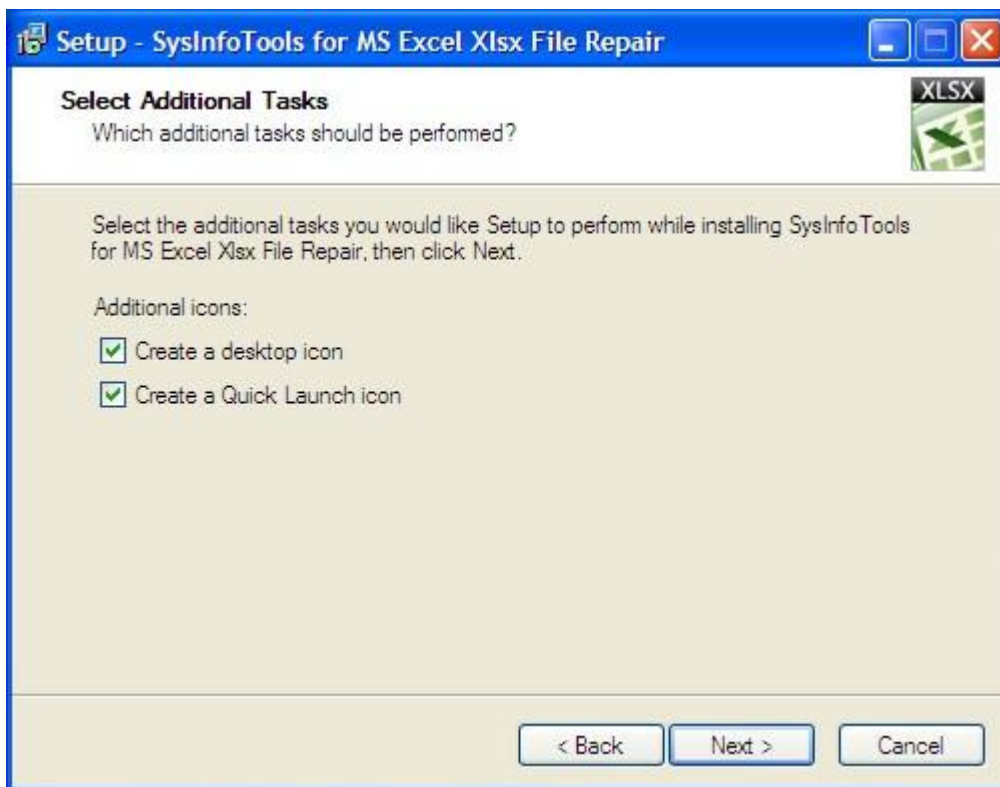 Setup - SysInfoTools for MS Excel Xlsx File Repair
Select Additional Tasks
Which additional tasks should be performed?
XLSX
Select the additional tasks you would like Setup to perform while installing SysInfoTools
for MS Excel Xlsx File Repair, then click Next.
Additional icons:
Create a desktop icon
Create a Quick Launch icon
< Back
Next >
Cancel